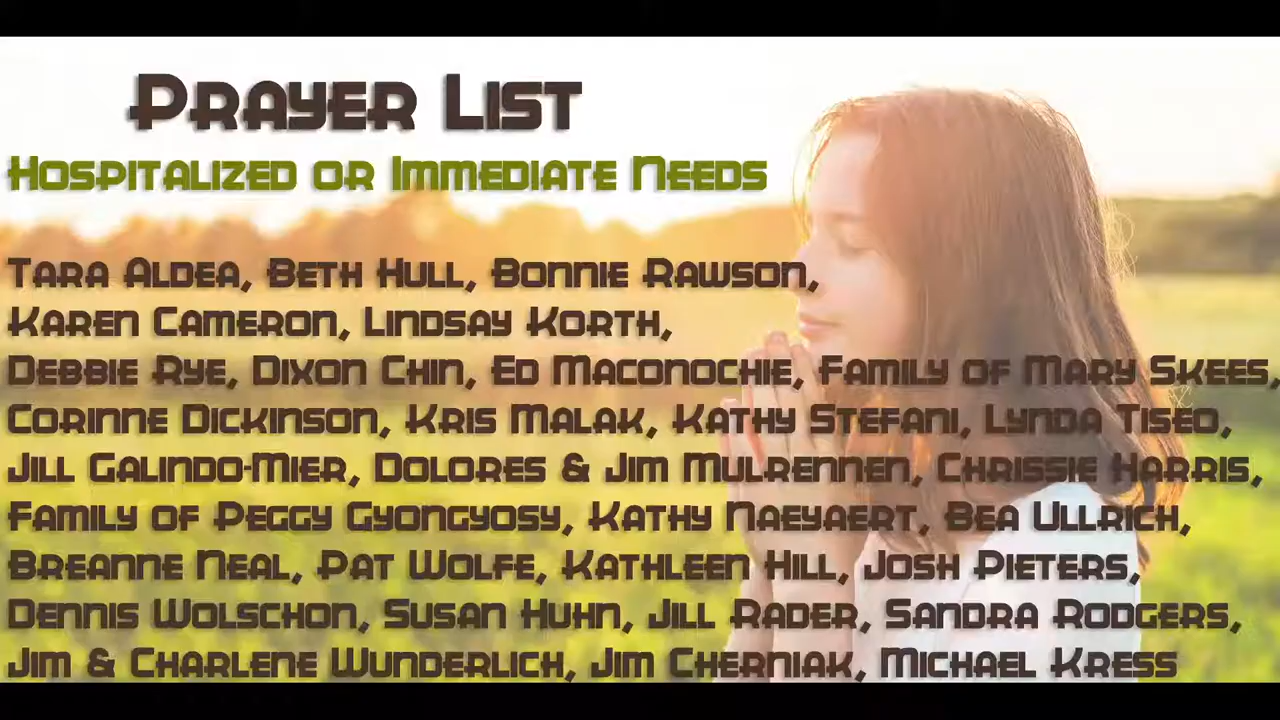 Prayer List
Hospitalized or Immediate Needs
Tara Aldea, Beth Hull, Bonnie Rawson,
Karen Cameron, Lindsay Korth,
Debbie Rye, Dixon Chin, Ed Maconochie, Family of Mary Skees,
Corinne Dickinson, Kris Malak, Kathy Stefani, Lynda Tiseo,
Jill Galindo-Mier, Dolores & Jim Mulrennen, Chrissie Harris,
Family of Peggy Gyongyosy, Kathy Naeyaert, Bea Ullrich,
Breanne Neal, Pat Wolfe, Kathleen Hill, Josh Pieters,
Dennis Wolschon, Susan Huhn, Jill Rader, Sandra Rodgers,
Jim & Charlene Wunderlich, Jim Cherniak, Michael Kress